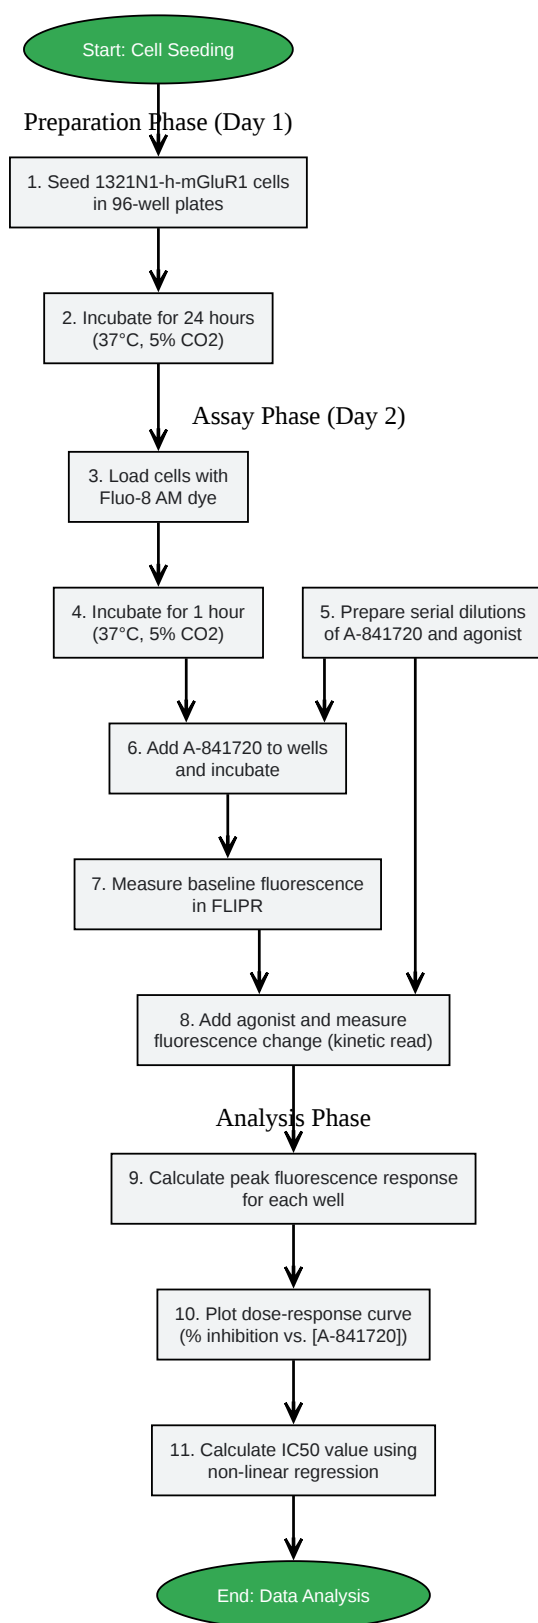 Start: Cell Seeding
Preparation Phase (Day 1)
1. Seed 1321N1-h-mGluR1 cells
in 96-well plates
2. Incubate for 24 hours
(37°C, 5% CO2)
Assay Phase (Day 2)
3. Load cells with
Fluo-8 AM dye
4. Incubate for 1 hour
(37°C, 5% CO2)
5. Prepare serial dilutions
of A-841720 and agonist
6. Add A-841720 to wells
and incubate
7. Measure baseline fluorescence
in FLIPR
8. Add agonist and measure
fluorescence change (kinetic read)
Analysis Phase
9. Calculate peak fluorescence response
for each well
10. Plot dose-response curve
(% inhibition vs. [A-841720])
11. Calculate IC50 value using
non-linear regression
End: Data Analysis